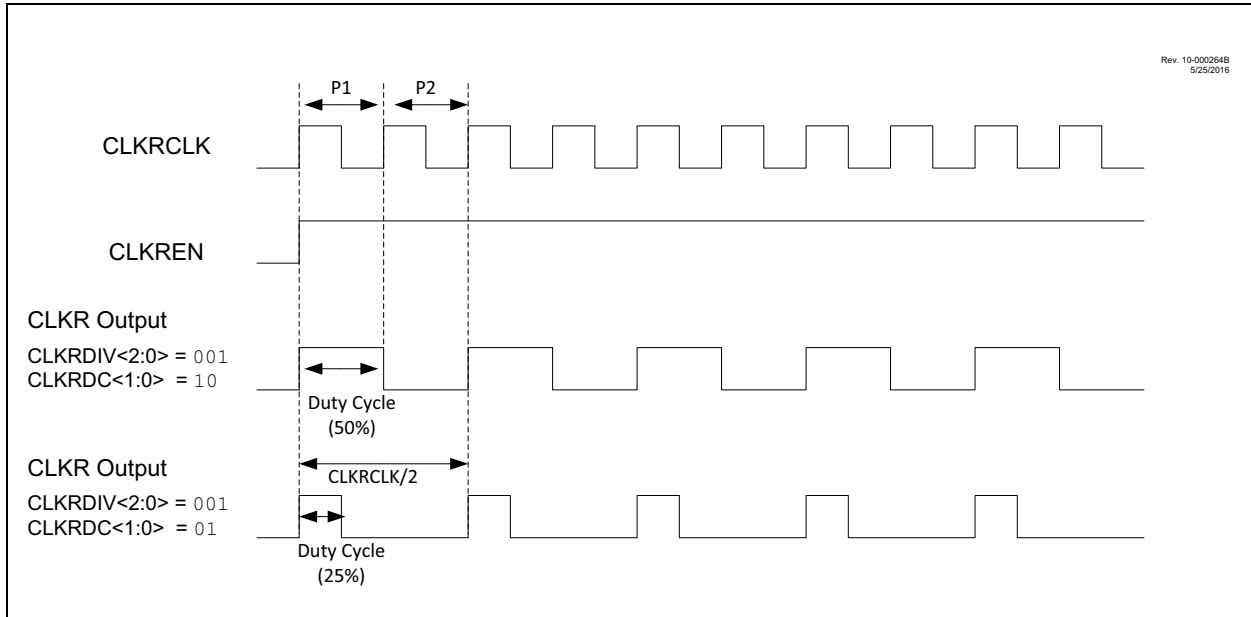 Rev. 10-000264B
5/25/2016
P1
P2
CLKRCLK
CLKREN
CLKR Output
CLKRDIV<2:0> = 001
CLKRDC<1:0> = 10
Duty Cycle
(50%)
CLKR Output
CLKRCLK/2
CLKRDIV<2:0> = 001
CLKRDC<1:0> = 01
Duty Cycle
(25%)